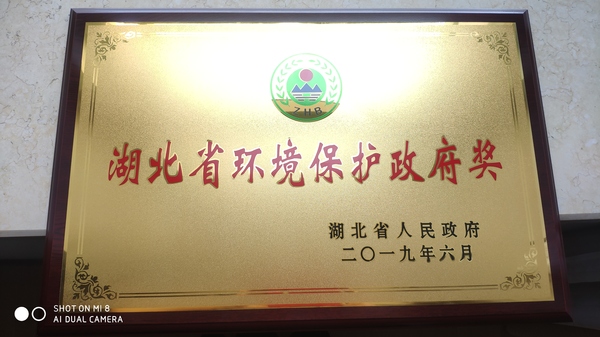 ZHB
湖北省环境保护政府奖
湖北省人民政府
二〇一九年六月
SHOT ON MI 8
AI DUAL CAMERA